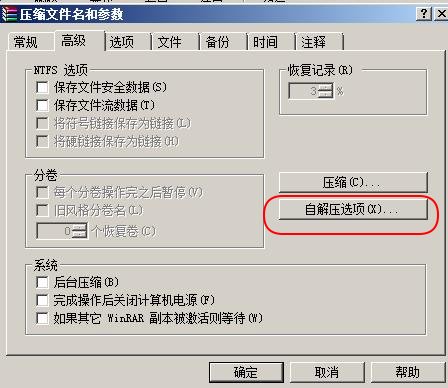 压缩文件名和参数
常规 高级 选项 文件 备份 时间 注释
NTFS 选项
保存文件安全数据(S)
保存文件流数据(T)
将符号链接保存为链接(L)
将硬链接保存为链接(H)
恢复记录(R)
3 %
分卷
每个分卷操作完之后暂停(V)
旧风格分卷名(L)
0 个恢复卷(C)
压缩(C)...
自解压选项(X)...
系统
后台压缩(B)
完成操作后关闭计算机电源(F)
如果其它 WinRAR 副本被激活则等待(W)
确定 取消 帮助